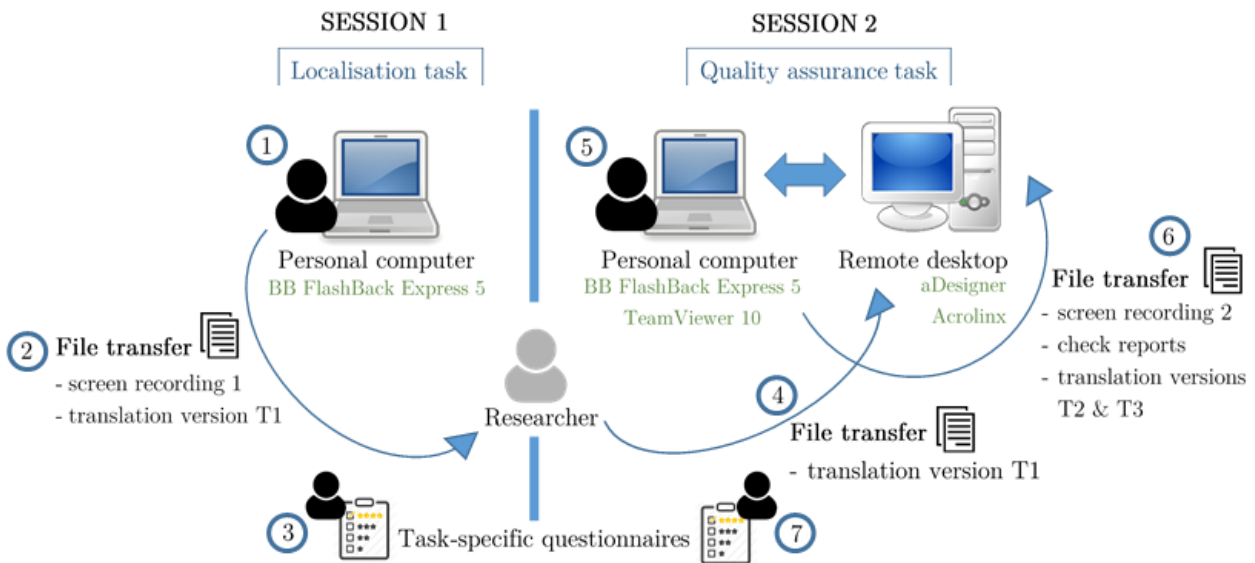 SESSION 1
SESSION 2
Localisation task
Quality assurance task
1
5
Personal computer
BB FlashBack Express 5
Personal computer
BB FlashBack Express 5
TeamViewer 10
Remote desktop
aDesigner
Acrolinx
6
File transfer
- screen recording 2
- check reports
- translation versions
T2 & T3
2
File transfer
- screen recording 1
- translation version T1
Researcher
4
File transfer
- translation version T1
3
Task-specific questionnaires
7